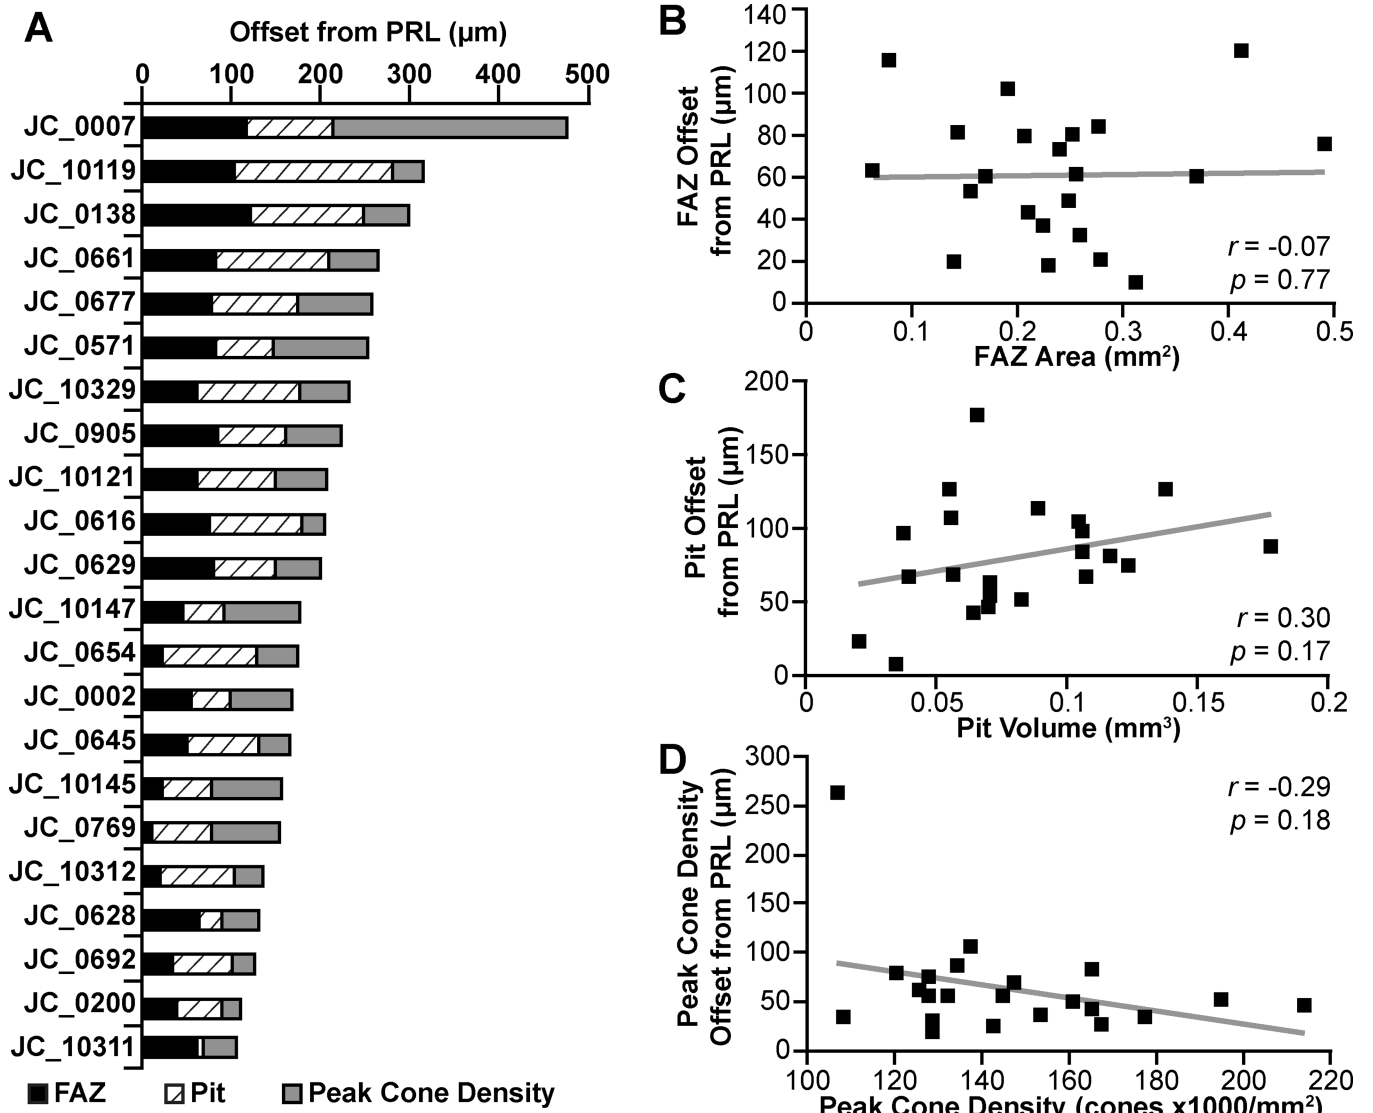 A
Offset from PRL (µm)
0 100 200 300 400 500
JC_0007
JC_10119
JC_0138
JC_0661
JC_0677
JC_0571
JC_10329
JC_0905
JC_10121
JC_0616
JC_0629
JC_10147
JC_0654
JC_0002
JC_0645
JC_10145
JC_0769
JC_10312
JC_0628
JC_0692
JC_0200
JC_10311
FAZ Pit Peak Cone Density
B
FAZ Offset
from PRL (µm)
140
120
100
80
60
40
20
0
r = -0.07
p = 0.77
0 0.1 0.2 0.3 0.4 0.5
FAZ Area (mm²)
C
Pit Offset
from PRL (µm)
200
150
100
50
0
r = 0.30
p = 0.17
0 0.05 0.1 0.15 0.2
Pit Volume (mm³)
D
Peak Cone Density
Offset from PRL (µm)
300
250
200
150
100
50
0
r = -0.29
p = 0.18
100 120 140 160 180 200 220
Peak Cone Density (cones x1000/mm²)